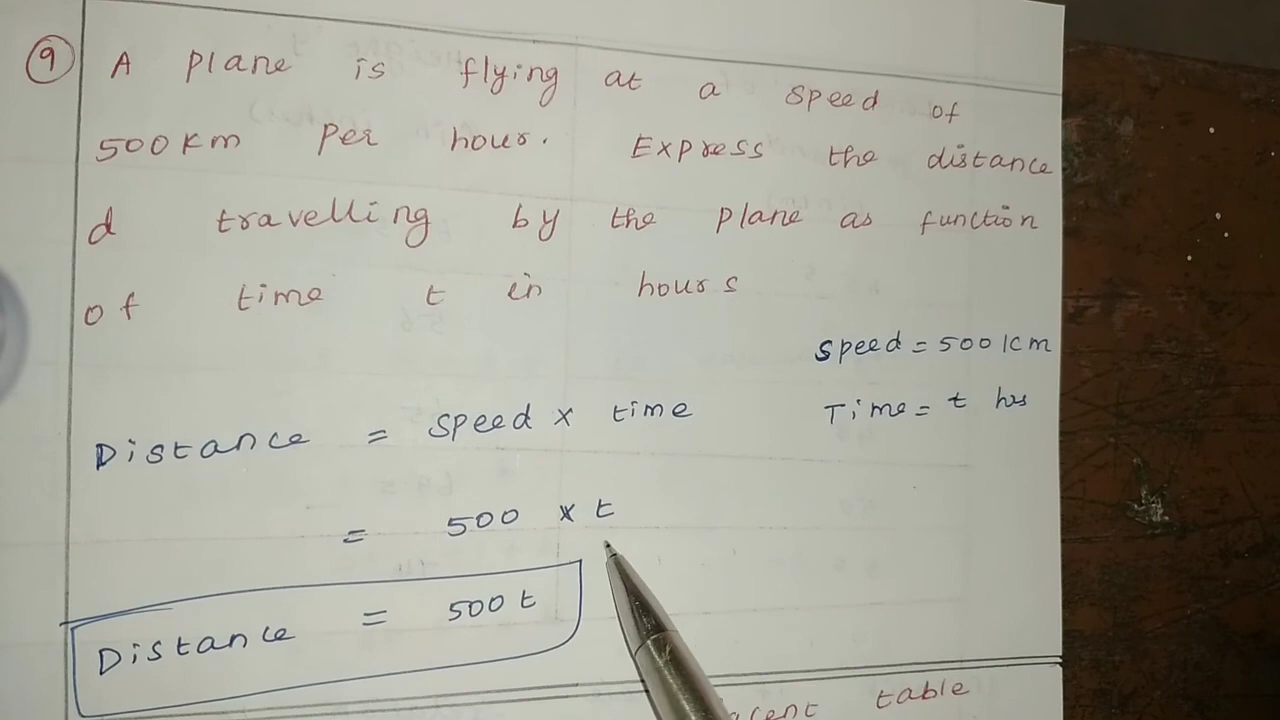 9 A plane is flying at a speed of
500 km per hour. Express the distance
d travelling by the plane as function
of time t in hours
Speed = 500 km
Time = t hrs
Distance = speed x time
= 500 x t
Distance = 500 t
table